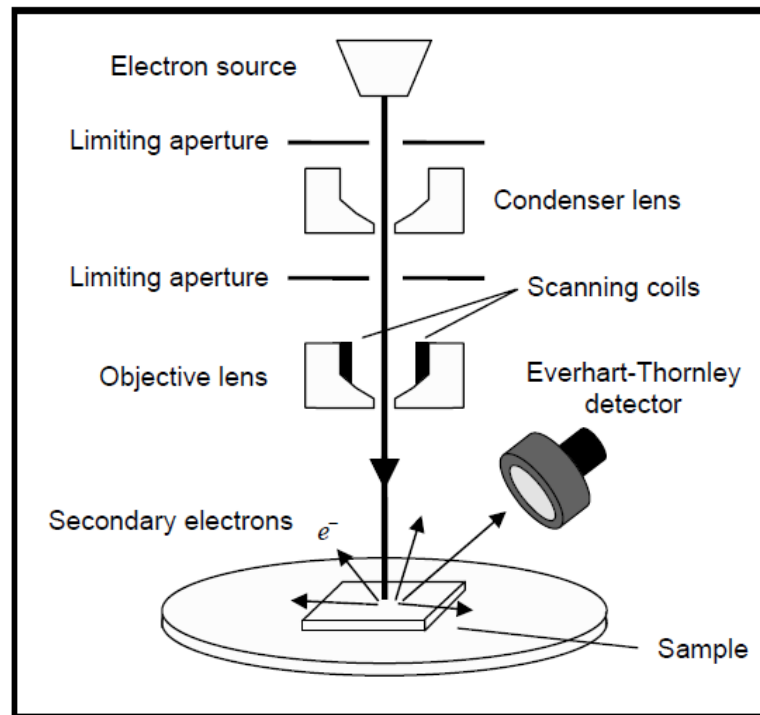 Electron source
Limiting aperture
Condenser lens
Limiting aperture
Scanning coils
Objective lens
Everhart-Thornley
detector
Secondary electrons
e⁻
Sample